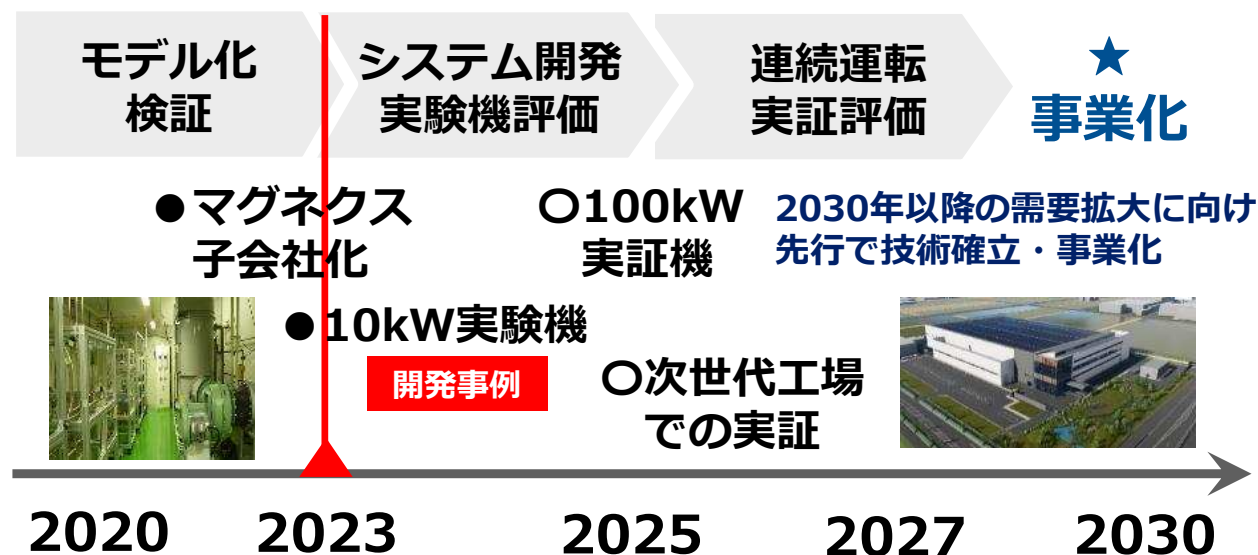 モデル化
検証
システム開発
実験機評価
連続運転
実証評価
★
事業化
●マグネクス
子会社化
○100kW
実証機
2030年以降の需要拡大に向け
先行で技術確立・事業化
●10kW実験機
開発事例
○次世代工場
での実証
2020
2023
2025
2027
2030